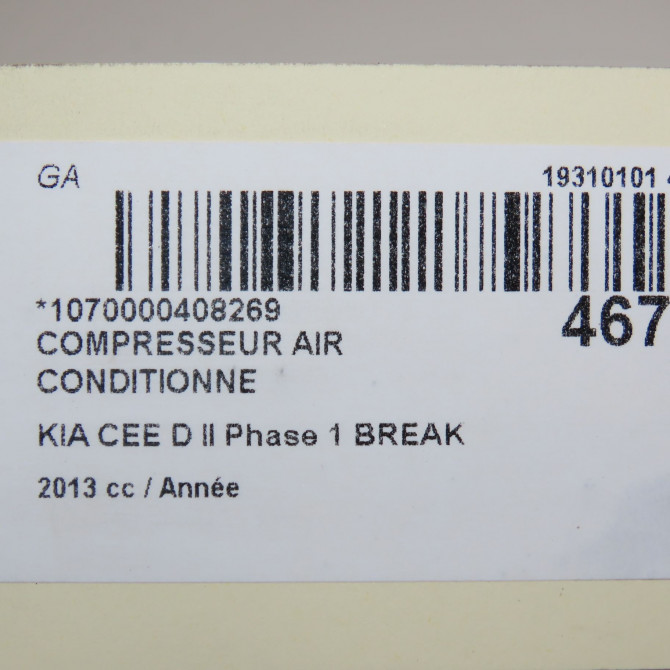 GA
19310101
*1070000408269
467
COMPRESSEUR AIR
CONDITIONNE
KIA CEE D II Phase 1 BREAK
2013 cc / Année